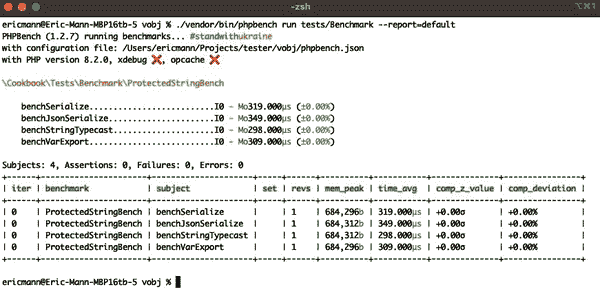 -zsh
⌥⌘1
ericmann@Eric-Mann-MBP16tb-5 vobj % ./vendor/bin/phpbench run tests/Benchmark --report=default
PHPBench (1.2.7) running benchmarks... #standwithukraine
with configuration file: /Users/ericmann/Projects/tester/vobj/phpbench.json
with PHP version 8.2.0, xdebug ❌, opcache ❌
\Cookbook\Tests\Benchmark\ProtectedStringBench
benchSerialize.........................I0 - Mo319.000μs (±0.00%)
benchJsonSerialize.....................I0 - Mo349.000μs (±0.00%)
benchStringTypecast....................I0 - Mo298.000μs (±0.00%)
benchVarExport.........................I0 - Mo309.000μs (±0.00%)
Subjects: 4, Assertions: 0, Failures: 0, Errors: 0
+------+----------------------+---------------------+-----+------+----------+-----------+--------------+----------------+
| iter | benchmark | subject | set | revs | mem_peak | time_avg | comp_z_value | comp_deviation |
+------+----------------------+---------------------+-----+------+----------+-----------+--------------+----------------+
| 0 | ProtectedStringBench | benchSerialize | | 1 | 684,296b | 319.000μs | +0.00σ | +0.00% |
| 0 | ProtectedStringBench | benchJsonSerialize | | 1 | 684,312b | 349.000μs | +0.00σ | +0.00% |
| 0 | ProtectedStringBench | benchStringTypecast | | 1 | 684,312b | 298.000μs | +0.00σ | +0.00% |
| 0 | ProtectedStringBench | benchVarExport | | 1 | 684,296b | 309.000μs | +0.00σ | +0.00% |
+------+----------------------+---------------------+-----+------+----------+-----------+--------------+----------------+
ericmann@Eric-Mann-MBP16tb-5 vobj %